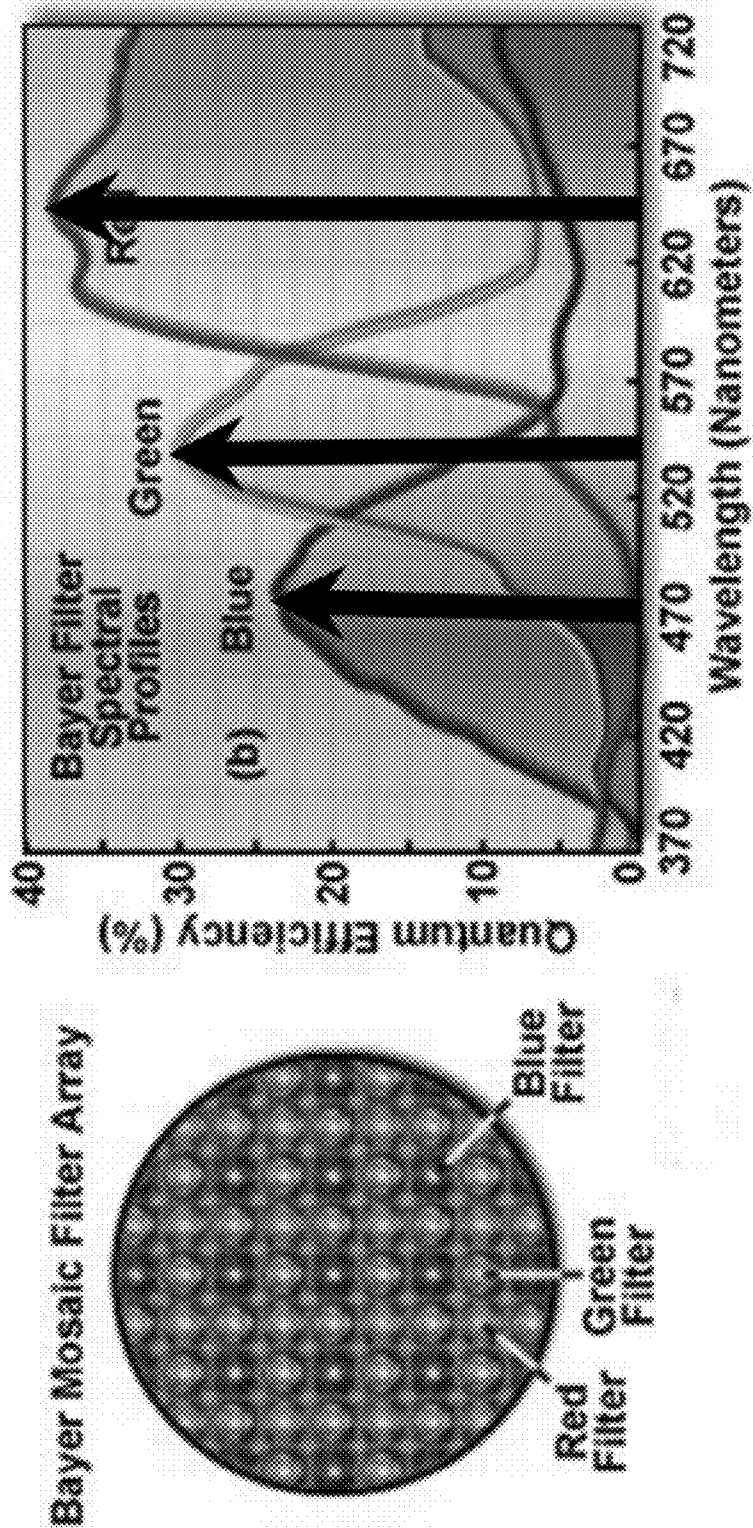 Bayer Mosaic Filter Array
Red
Filter
Green
Filter
Blue
Filter
Bayer Filter
Spectral
Profiles
(b)
Blue
Green
Red
Quantum Efficiency (%)
40
30
20
10
0
370 420 470 520 570 620 670 720
Wavelength (Nanometers)